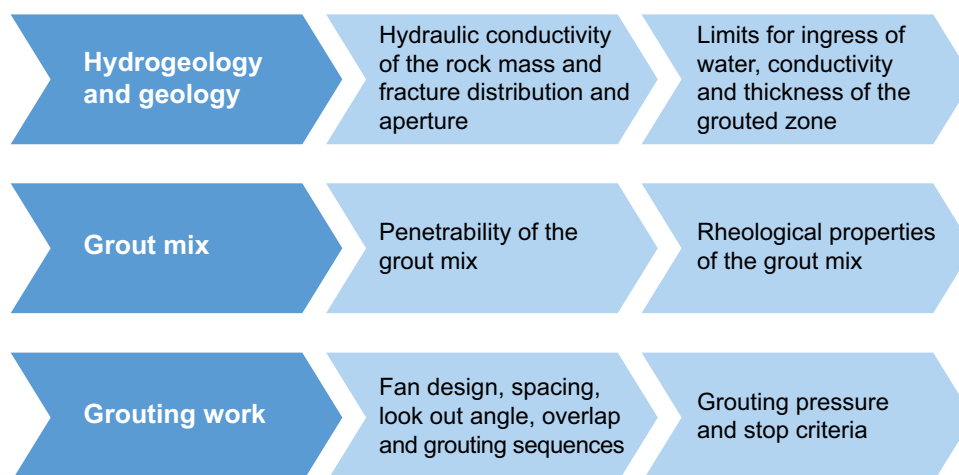 Hydrogeology
and geology
Hydraulic conductivity
of the rock mass and
fracture distribution and
aperture
Limits for ingress of
water, conductivity
and thickness of the
grouted zone
Grout mix
Penetrability of the
grout mix
Rheological properties
of the grout mix
Grouting work
Fan design, spacing,
look out angle, overlap
and grouting sequences
Grouting pressure
and stop criteria